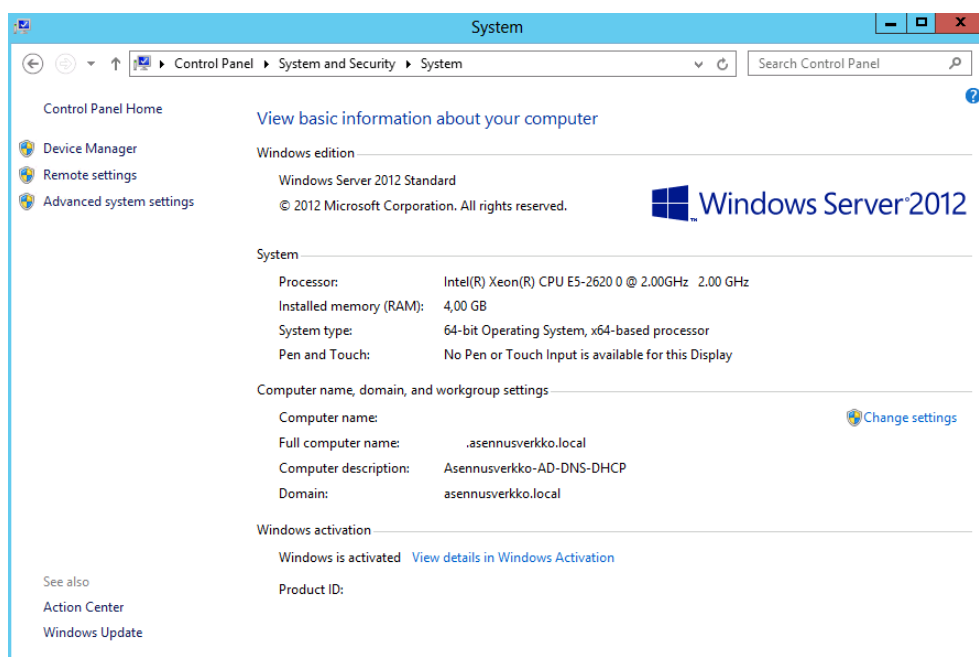 System
Control Panel System and Security System
Search Control Panel
Control Panel Home
Device Manager
Remote settings
Advanced system settings
View basic information about your computer
Windows edition
Windows Server 2012 Standard
© 2012 Microsoft Corporation. All rights reserved.
Windows Server 2012
System
Processor: Intel(R) Xeon(R) CPU E5-2620 0 @ 2.00GHz 2.00 GHz
Installed memory (RAM): 4,00 GB
System type: 64-bit Operating System, x64-based processor
Pen and Touch: No Pen or Touch Input is available for this Display
Computer name, domain, and workgroup settings
Computer name:
Change settings
Full computer name: .asennusverkko.local
Computer description: Asennusverkko-AD-DNS-DHCP
Domain: asennusverkko.local
Windows activation
Windows is activated View details in Windows Activation
Product ID:
See also
Action Center
Windows Update